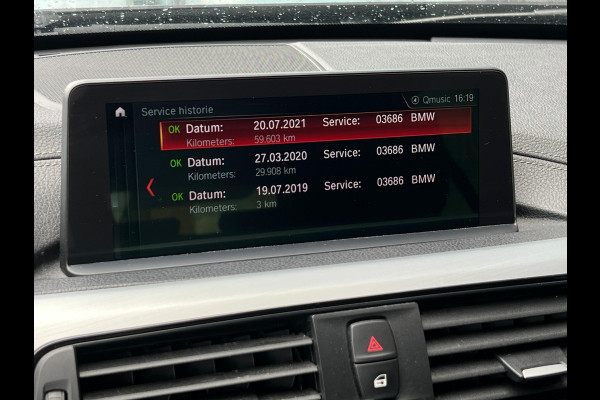 Service historie
Qmusic 16:19
OK Datum: 20.07.2021 Service: 03686 BMW
Kilometers: 59.603 km
OK Datum: 27.03.2020 Service: 03686 BMW
Kilometers: 29.908 km
OK Datum: 19.07.2019 Service: 03686 BMW
Kilometers: 3 km